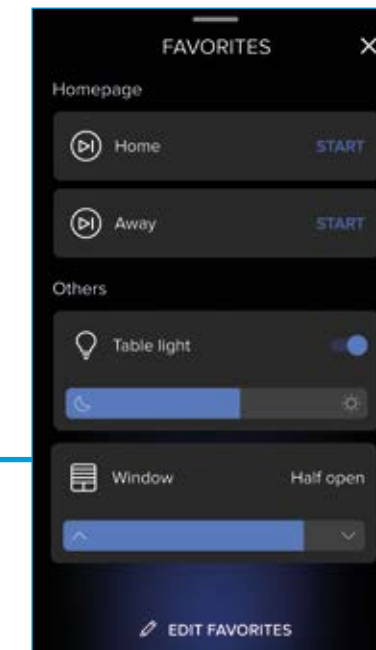 FAVORITES
Homepage
Home START
Away START
Others
Table light
Window Half open
EDIT FAVORITES